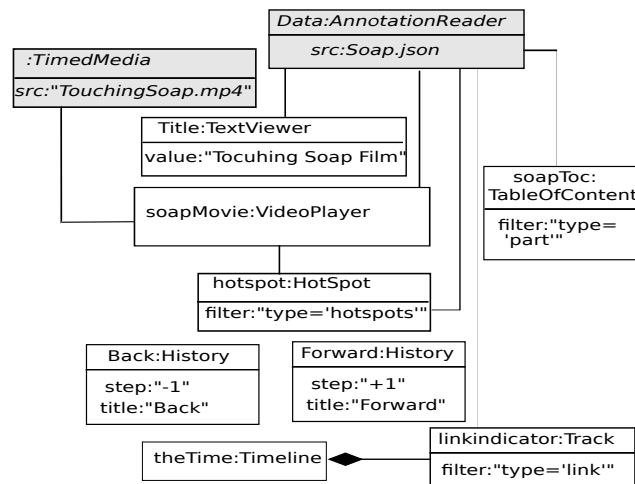 Data:AnnotationReader
src:Soap.json
:TimedMedia
src:"TouchingSoap.mp4"
Title:TextViewer
value:"Tocuhing Soap Film"
soapToc:
TableOfContent
filter:"type=
'part'"
soapMovie:VideoPlayer
hotspot:HotSpot
filter:"type='hotspots'"
Back:History
step:"-1"
title:"Back"
Forward:History
step:"+1"
title:"Forward"
linkindicator:Track
filter:"type='link'"
theTime:Timeline